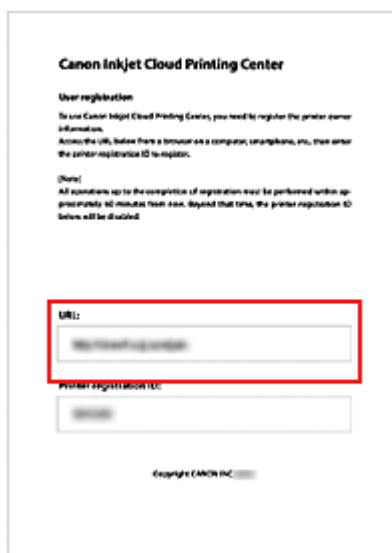 Canon Inkjet Cloud Printing Center
User registration
To use Canon Inkjet Cloud Printing Center, you need to register the printer owner
information.
Access the URL below from a browser on a computer, smartphone, etc., then enter
the printer registration ID to register.
[Note]
All operations up to the completion of registration must be performed within ap-
proximately 60 minutes from now. Beyond that time, the printer registration ID
below will be disabled.
URL:
Printer registration ID:
Copyright CANON INC.